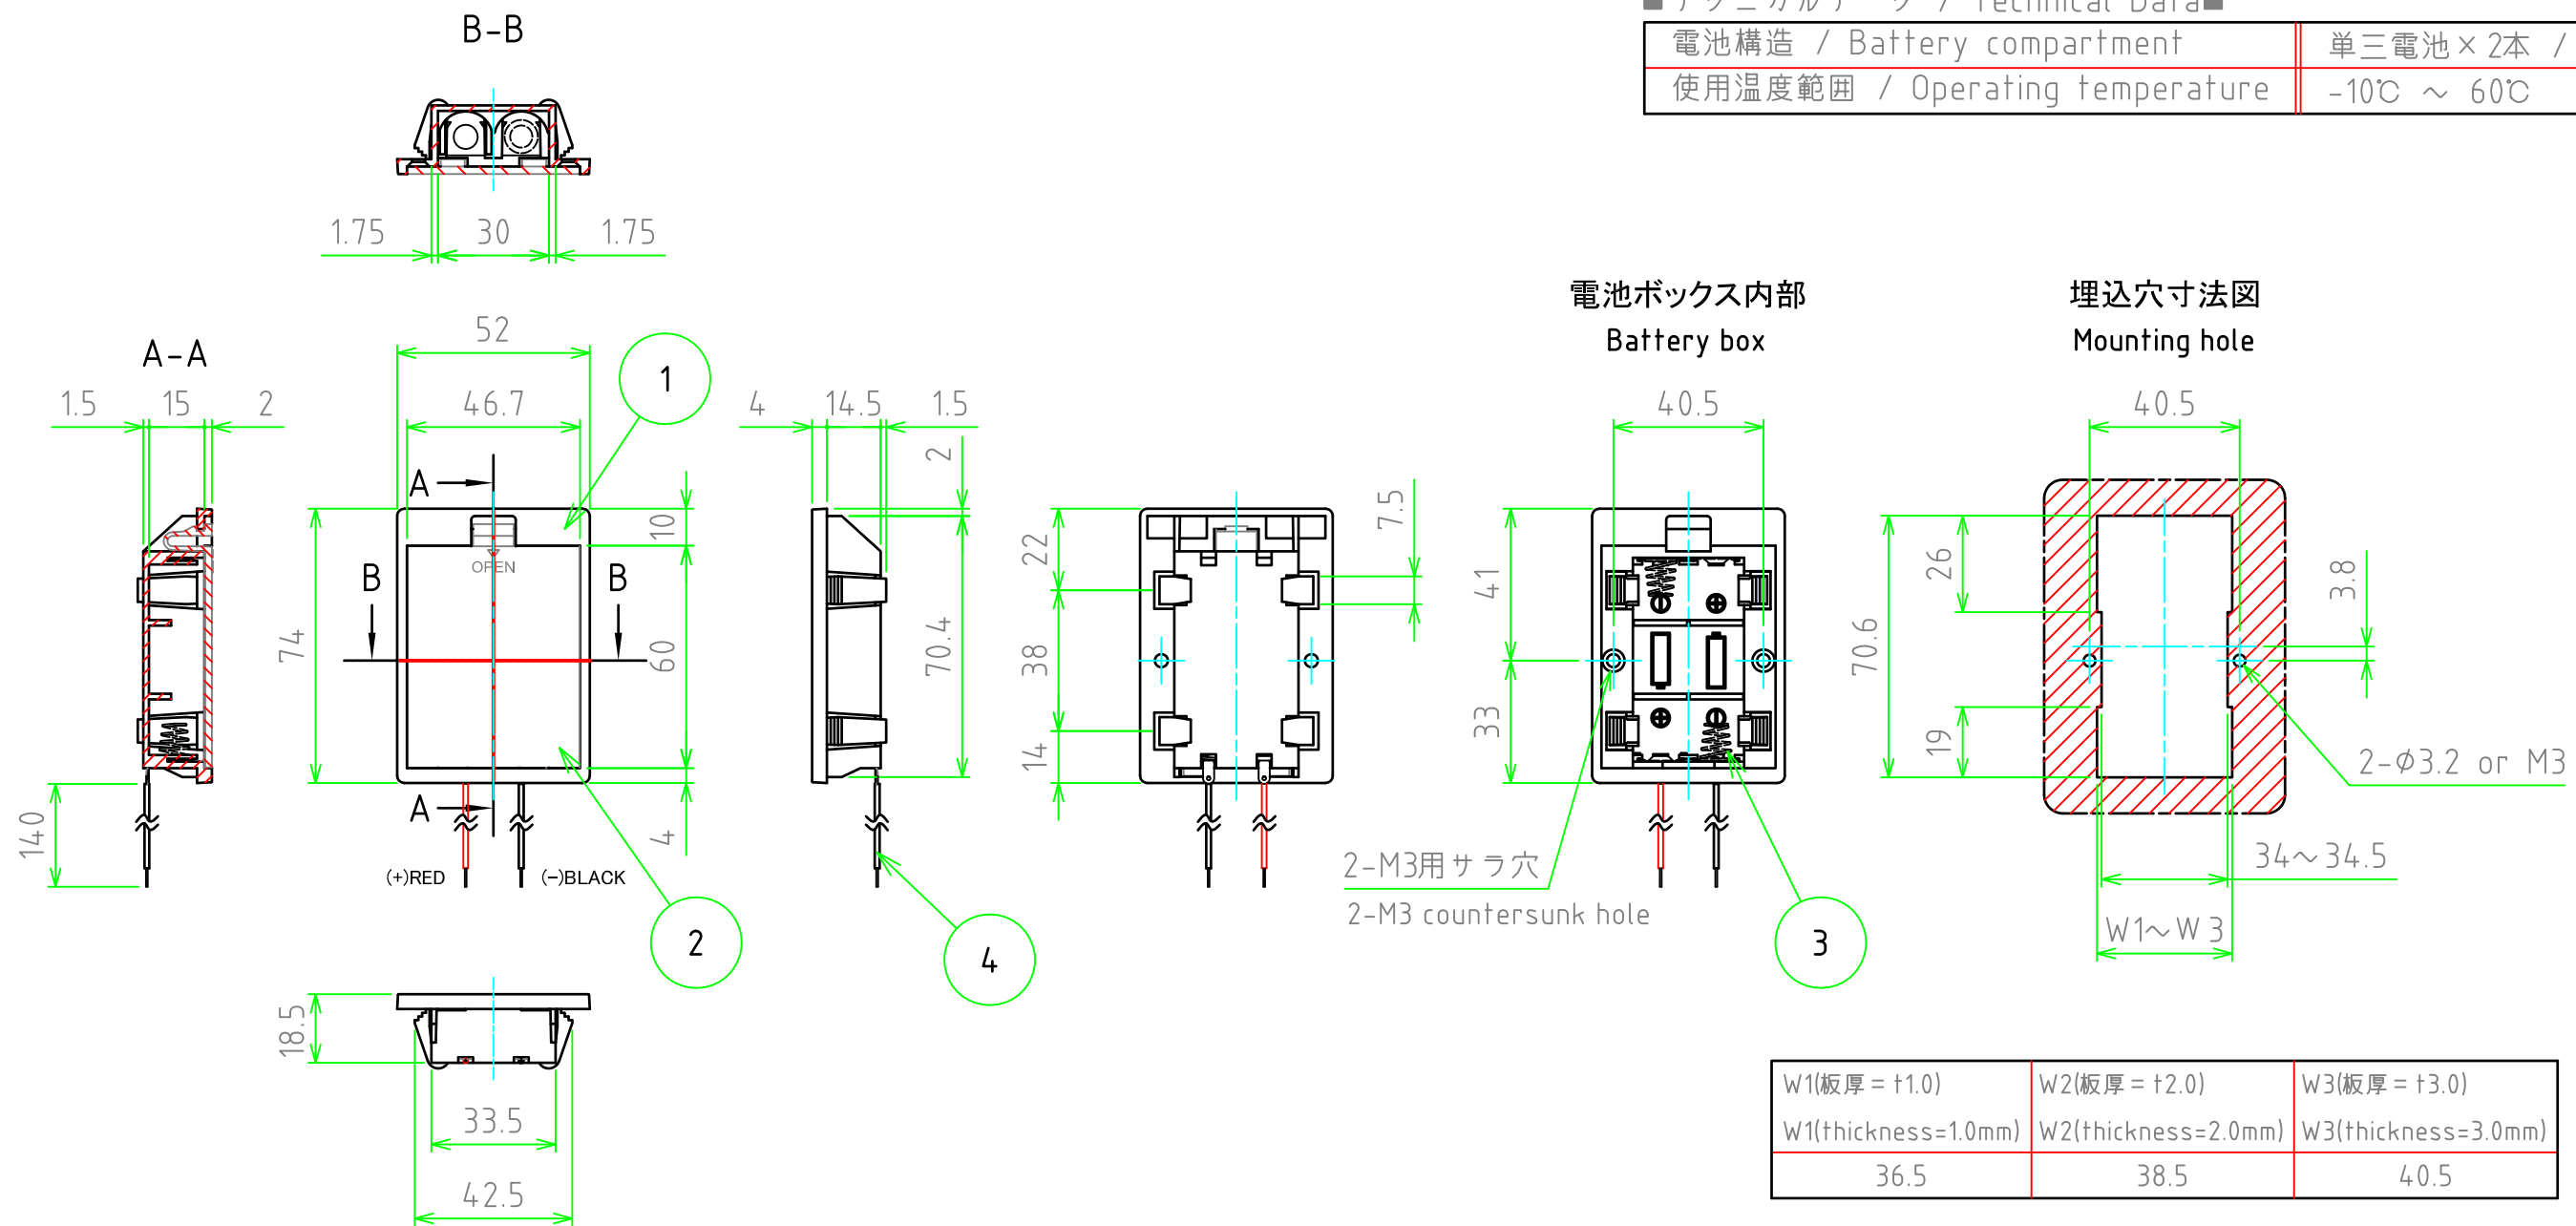 B-B
■テクニカルデータ / Technical Data■
電池構造 / Battery compartment
単三電池×2本 /
使用温度範囲 / Operating temperature
-10℃ ～ 60℃
1.75
30
1.75
A-A
1.5
15
2
140
52
46.7
1
A
OPEN
B
B
74
10
60
4
A
(+)RED
(-)BLACK
2
4
14.5
1.5
2
70.4
4
22
38
14
7.5
18.5
33.5
42.5
電池ボックス内部
Battery box
40.5
41
33
2-M3用サラ穴
2-M3 countersunk hole
3
埋込穴寸法図
Mounting hole
40.5
70.6
26
19
3.8
2-Φ3.2 or M3
34～34.5
W1～W3
W1(板厚=t1.0)
W1(thickness=1.0mm)
W2(板厚=t2.0)
W2(thickness=2.0mm)
W3(板厚=t3.0)
W3(thickness=3.0mm)
36.5
38.5
40.5